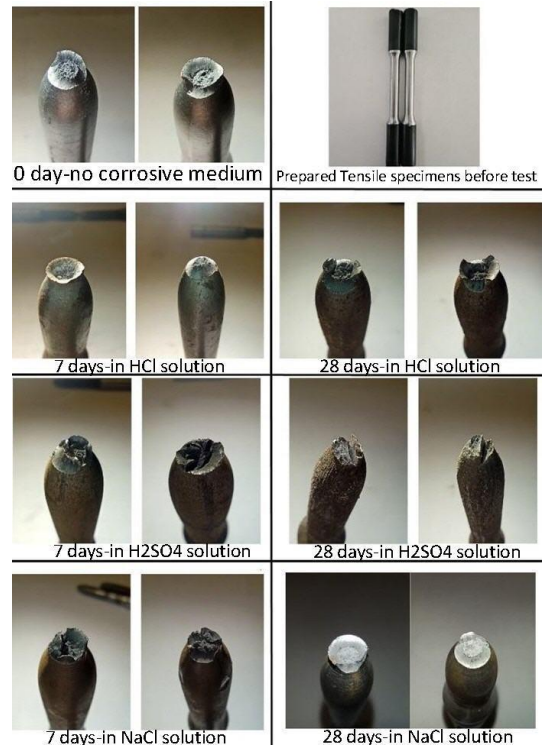 0 day-no corrosive medium
Prepared Tensile specimens before test
7 days-in HCl solution
28 days-in HCl solution
7 days-in H2SO4 solution
28 days-in H2SO4 solution
7 days-in NaCl solution
28 days-in NaCl solution